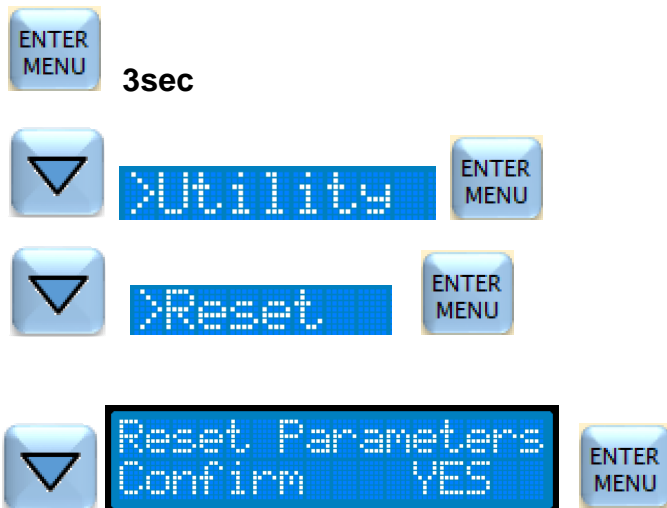 ENTER
MENU
3sec
>Utility
ENTER
MENU
>Reset
ENTER
MENU
Reset Parameters
Confirm YES
ENTER
MENU